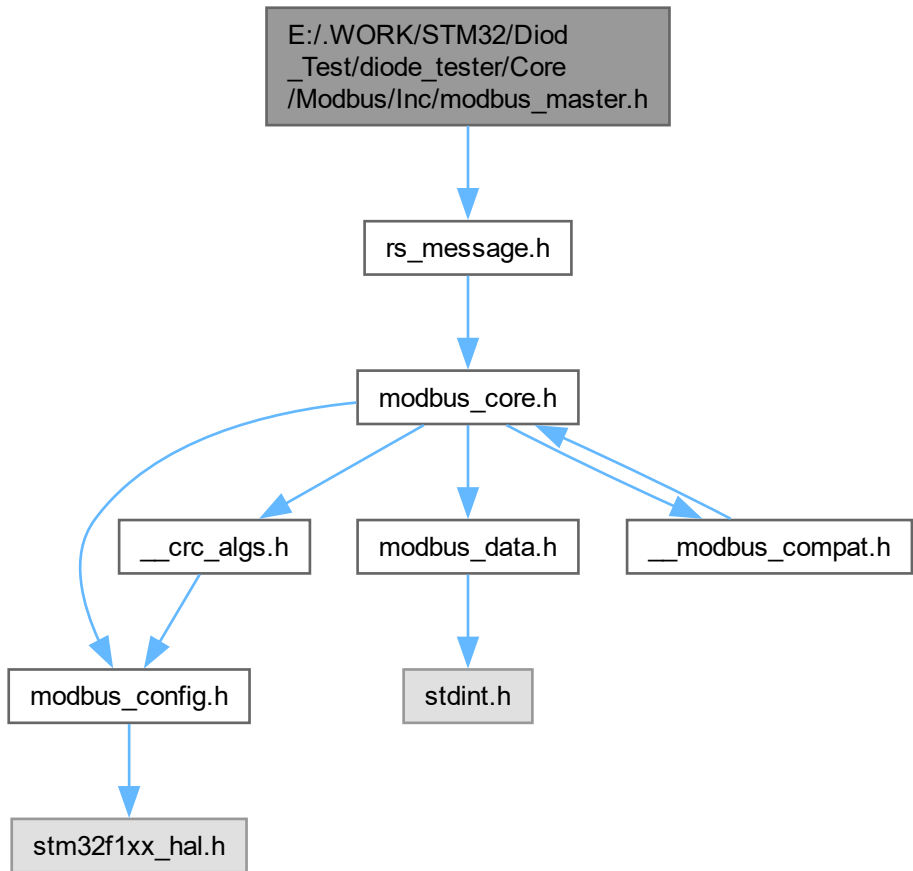 E:/.WORK/STM32/Diod
_Test/diode_tester/Core
/Modbus/Inc/modbus_master.h
rs_message.h
modbus_core.h
__crc_algs.h
modbus_data.h
__modbus_compat.h
modbus_config.h
stdint.h
stm32f1xx_hal.h